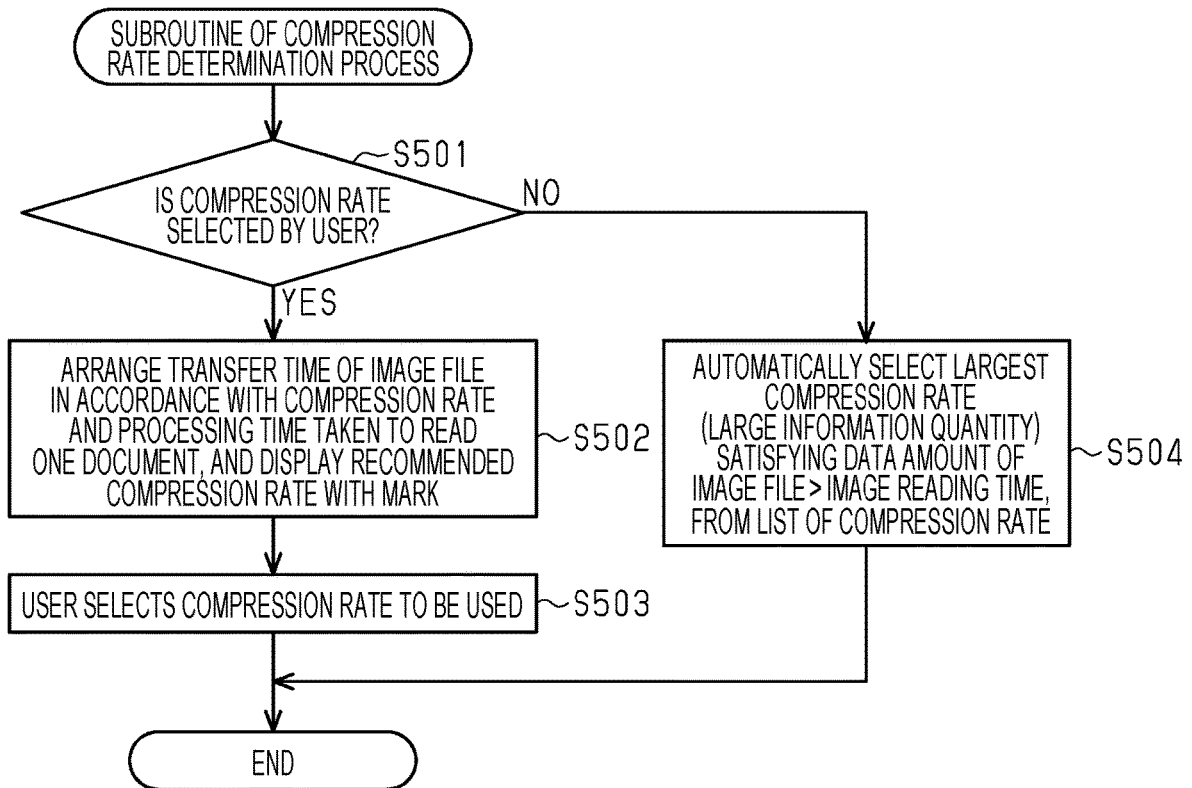 SUBROUTINE OF COMPRESSION
RATE DETERMINATION PROCESS
S501
IS COMPRESSION RATE
SELECTED BY USER?
NO
YES
ARRANGE TRANSFER TIME OF IMAGE FILE
IN ACCORDANCE WITH COMPRESSION RATE
AND PROCESSING TIME TAKEN TO READ
ONE DOCUMENT, AND DISPLAY RECOMMENDED
COMPRESSION RATE WITH MARK
S502
AUTOMATICALLY SELECT LARGEST
COMPRESSION RATE
(LARGE INFORMATION QUANTITY)
SATISFYING DATA AMOUNT OF
IMAGE FILE > IMAGE READING TIME,
FROM LIST OF COMPRESSION RATE
S504
USER SELECTS COMPRESSION RATE TO BE USED
S503
END